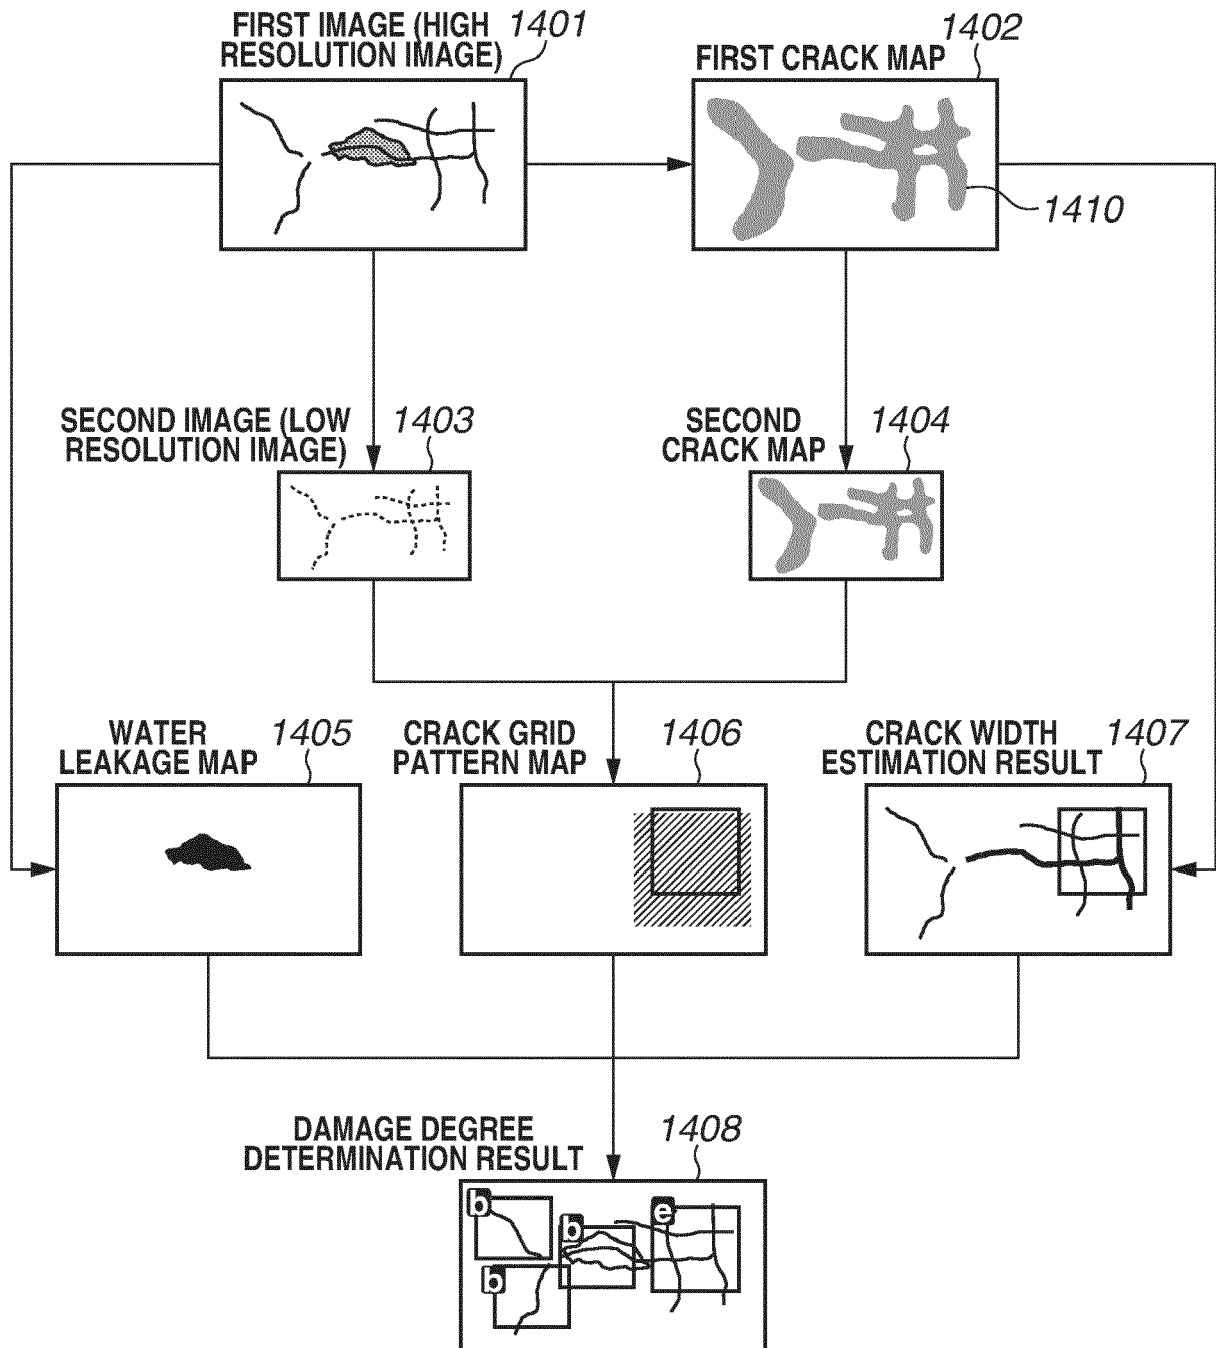 FIRST IMAGE (HIGH
RESOLUTION IMAGE)
1401
FIRST CRACK MAP
1402
1410
SECOND IMAGE (LOW
RESOLUTION IMAGE)
1403
SECOND
CRACK MAP
1404
WATER
LEAKAGE MAP
1405
CRACK GRID
PATTERN MAP
1406
CRACK WIDTH
ESTIMATION RESULT
1407
DAMAGE DEGREE
DETERMINATION RESULT
1408
b
b
e
b